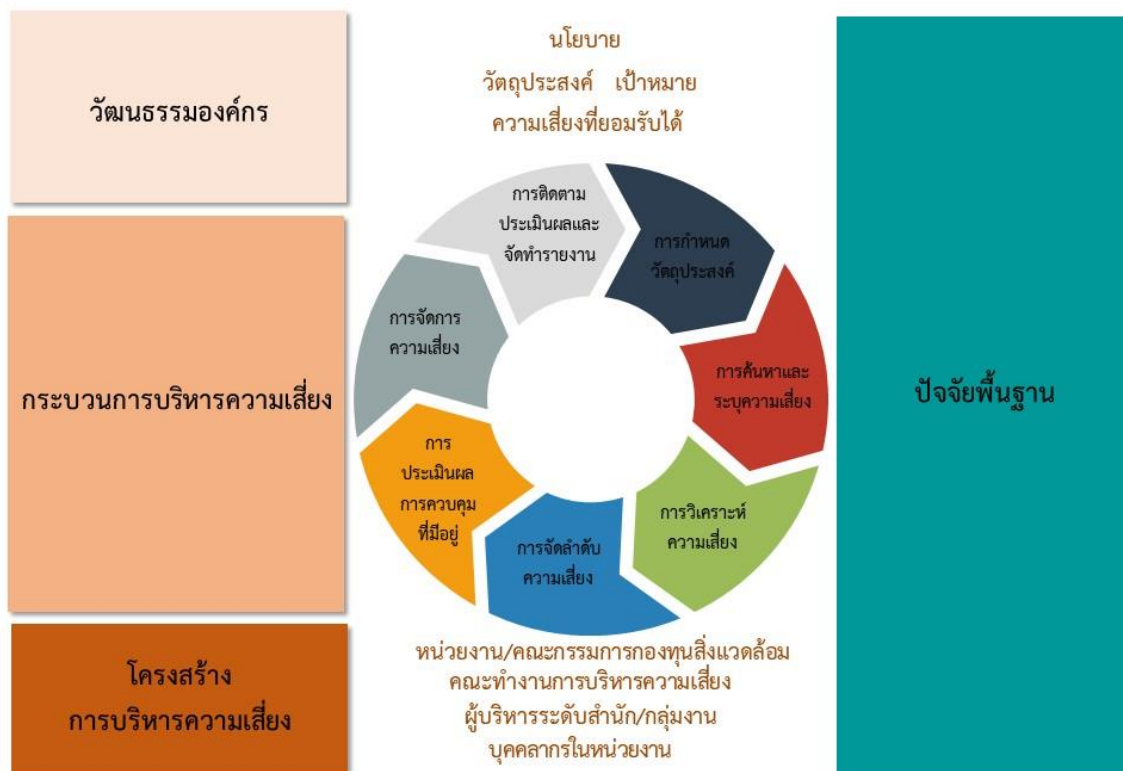 วัฒนธรรมองค์กร
นโยบาย
วัตถุประสงค์ เป้าหมาย
ความเสี่ยงที่ยอมรับได้
กระบวนการบริหารความเสี่ยง
การกำหนด
วัตถุประสงค์
การค้นหาและ
ระบุความเสี่ยง
การวิเคราะห์
ความเสี่ยง
การจัดลำดับ
ความเสี่ยง
การ
ประเมินผล
การควบคุม
ที่มีอยู่
การจัดการ
ความเสี่ยง
การติดตาม
ประเมินผลและ
จัดทำรายงาน
ปัจจัยพื้นฐาน
โครงสร้าง
การบริหารความเสี่ยง
หน่วยงาน/คณะกรรมการกองทุนสิ่งแวดล้อม
คณะทำงานการบริหารความเสี่ยง
ผู้บริหารระดับสำนัก/กลุ่มงาน
บุคคลากรในหน่วยงาน